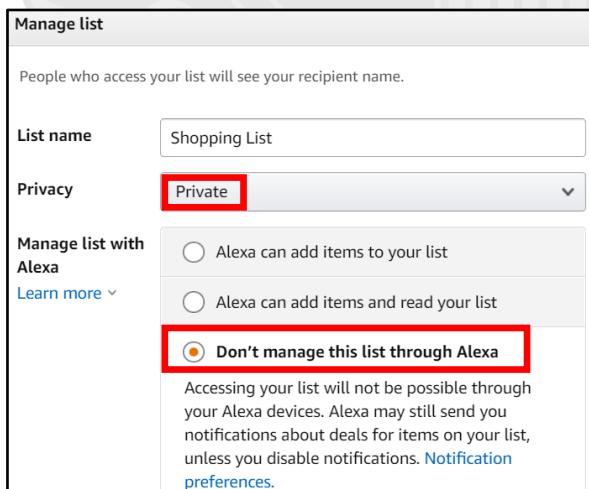 Manage list
People who access your list will see your recipient name.
List name
Shopping List
Privacy
Private
Manage list with
Alexa
Learn more
Alexa can add items to your list
Alexa can add items and read your list
Don't manage this list through Alexa
Accessing your list will not be possible through
your Alexa devices. Alexa may still send you
notifications about deals for items on your list,
unless you disable notifications. Notification
preferences.